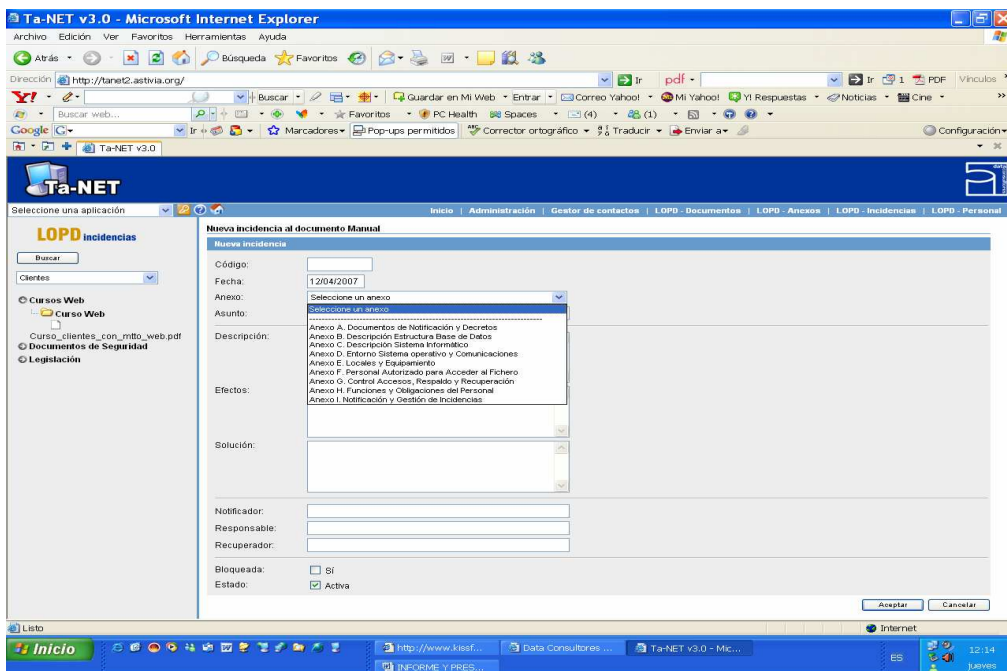 Ta-NET v3.0 - Microsoft Internet Explorer
Archivo Edición Ver Favoritos Herramientas Ayuda
Atrás Búsqueda Favoritos
Dirección http://tanet2.astivia.org/ Ir pdf Ir 1 PDF Vínculos »
Y! Buscar Guardar en Mi Web Entrar Correo Yahoo! Mi Yahoo! Y! Respuestas Noticias Cine »
Buscar web... Favoritos PC Health Spaces (4) (1)
Google Ir Marcadores Pop-ups permitidos Corrector ortográfico Traducir Enviar a Configuración
Ta-NET v3.0
Ta-NET
Seleccione una aplicación Inicio | Administración | Gestor de contactos | LOPD - Documentos | LOPD - Anexos | LOPD - Incidencias | LOPD - Personal
LOPD incidencias
Buscar
Clientes
Cursos Web
Curso Web
Curso_clientes_con_mtto_web.pdf
Documentos de Seguridad
Legislación
Nueva incidencia al documento Manual
Nueva incidencia
Código:
Fecha: 12/04/2007
Anexo: Seleccione un anexo
Asunto: Seleccione un anexo
Anexo A. Documentos de Notificación y Decretos
Descripción: Anexo B. Descripción Estructura Base de Datos
Anexo C. Descripción Sistema Informático
Anexo D. Entorno Sistema operativo y Comunicaciones
Anexo E. Locales y Equipamiento
Anexo F. Personal Autorizado para Acceder al Fichero
Anexo G. Control Accesos, Respaldo y Recuperación
Efectos: Anexo H. Funciones y Obligaciones del Personal
Anexo I. Notificación y Gestión de Incidencias
Solución:
Notificador:
Responsable:
Recuperador:
Bloqueada: Sí
Estado: Activa
Aceptar Cancelar
Listo Internet
Inicio http://www.kissf... Data Consultores ... Ta-NET v3.0 - Mic... ES 12:14
INFORME Y PRES... jueves